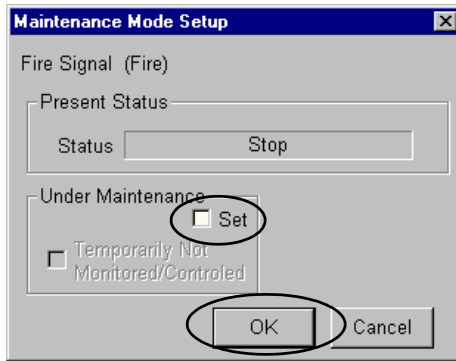 Maintenance Mode Setup
Fire Signal (Fire)
Present Status
Status Stop
Under Maintenance
Set
Temporarily Not
Monitored/Controled
OK Cancel